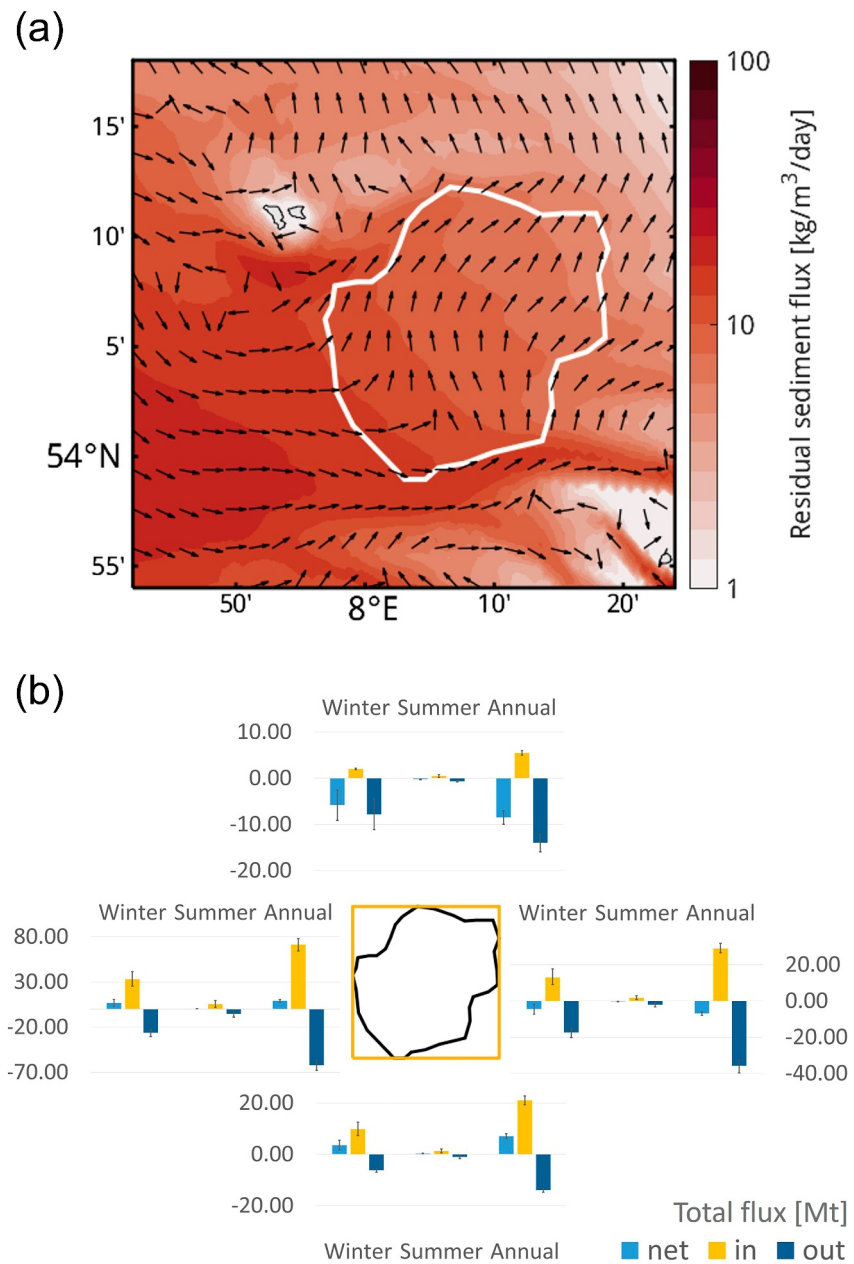 (a)
15'
10'
5'
54°N
55'
50'
8°E
10'
20'
100
10
1
Residual sediment flux [kg/m³/day]
(b)
Winter Summer Annual
10.00
0.00
-10.00
-20.00
Winter Summer Annual
80.00
30.00
-20.00
-70.00
Winter Summer Annual
20.00
0.00
-20.00
-40.00
20.00
0.00
-20.00
Winter Summer Annual
Total flux [Mt]
net in out